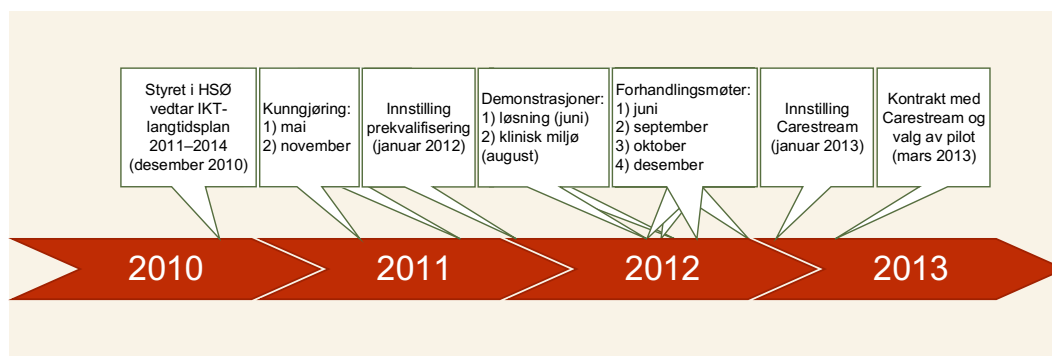 Styret i HSØ
vedtar IKT-
langtidsplan
2011–2014
(desember 2010)
Kunngjøring:
1) mai
2) november
Innstilling
prekvalifisering
(januar 2012)
Demonstrasjoner:
1) løsning (juni)
2) klinisk miljø
(august)
Forhandlingsmøter:
1) juni
2) september
3) oktober
4) desember
Innstilling
Carestream
(januar 2013)
Kontrakt med
Carestream og
valg av pilot
(mars 2013)
2010
2011
2012
2013